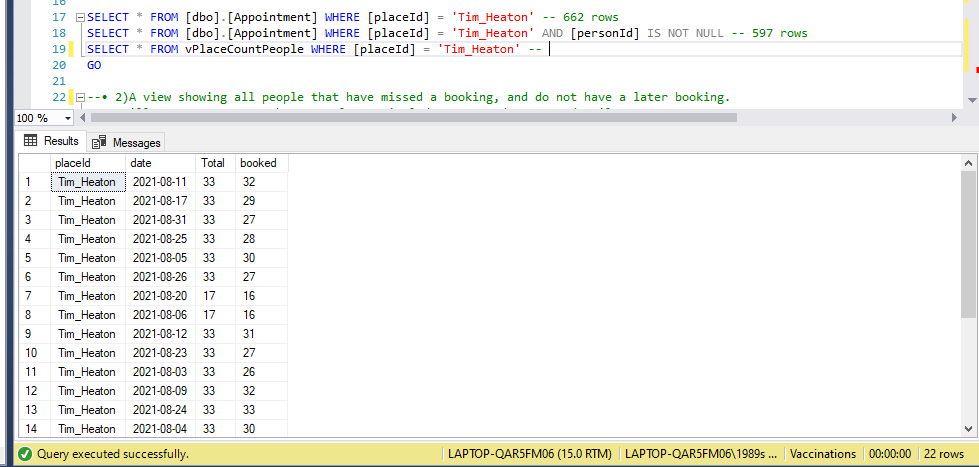 17 SELECT * FROM [dbo].[Appointment] WHERE [placeId] = 'Tim_Heaton' -- 662 rows
18 SELECT * FROM [dbo].[Appointment] WHERE [placeId] = 'Tim_Heaton' AND [personId] IS NOT NULL -- 597 rows
19 SELECT * FROM vPlaceCountPeople WHERE [placeId] = 'Tim_Heaton' --
20 GO
21
22 --• 2)A view showing all people that have missed a booking, and do not have a later booking.
100 %
Results Messages
placeId date Total booked
1 Tim_Heaton 2021-08-11 33 32
2 Tim_Heaton 2021-08-17 33 29
3 Tim_Heaton 2021-08-31 33 27
4 Tim_Heaton 2021-08-25 33 28
5 Tim_Heaton 2021-08-05 33 30
6 Tim_Heaton 2021-08-26 33 27
7 Tim_Heaton 2021-08-20 17 16
8 Tim_Heaton 2021-08-06 17 16
9 Tim_Heaton 2021-08-12 33 31
10 Tim_Heaton 2021-08-23 33 27
11 Tim_Heaton 2021-08-03 33 26
12 Tim_Heaton 2021-08-09 33 32
13 Tim_Heaton 2021-08-24 33 33
14 Tim_Heaton 2021-08-04 33 30
Query executed successfully. LAPTOP-QAR5FM06 (15.0 RTM) LAPTOP-QAR5FM06\1989s ... Vaccinations 00:00:00 22 rows